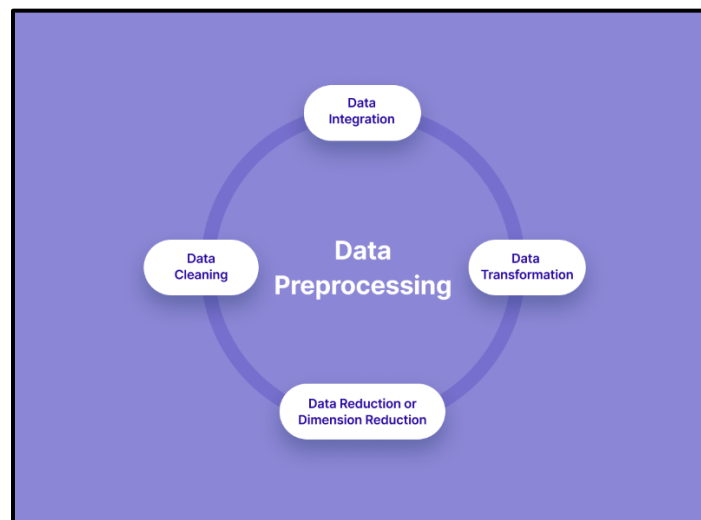 Data
Integration
Data
Cleaning
Data
Preprocessing
Data
Transformation
Data Reduction or
Dimension Reduction